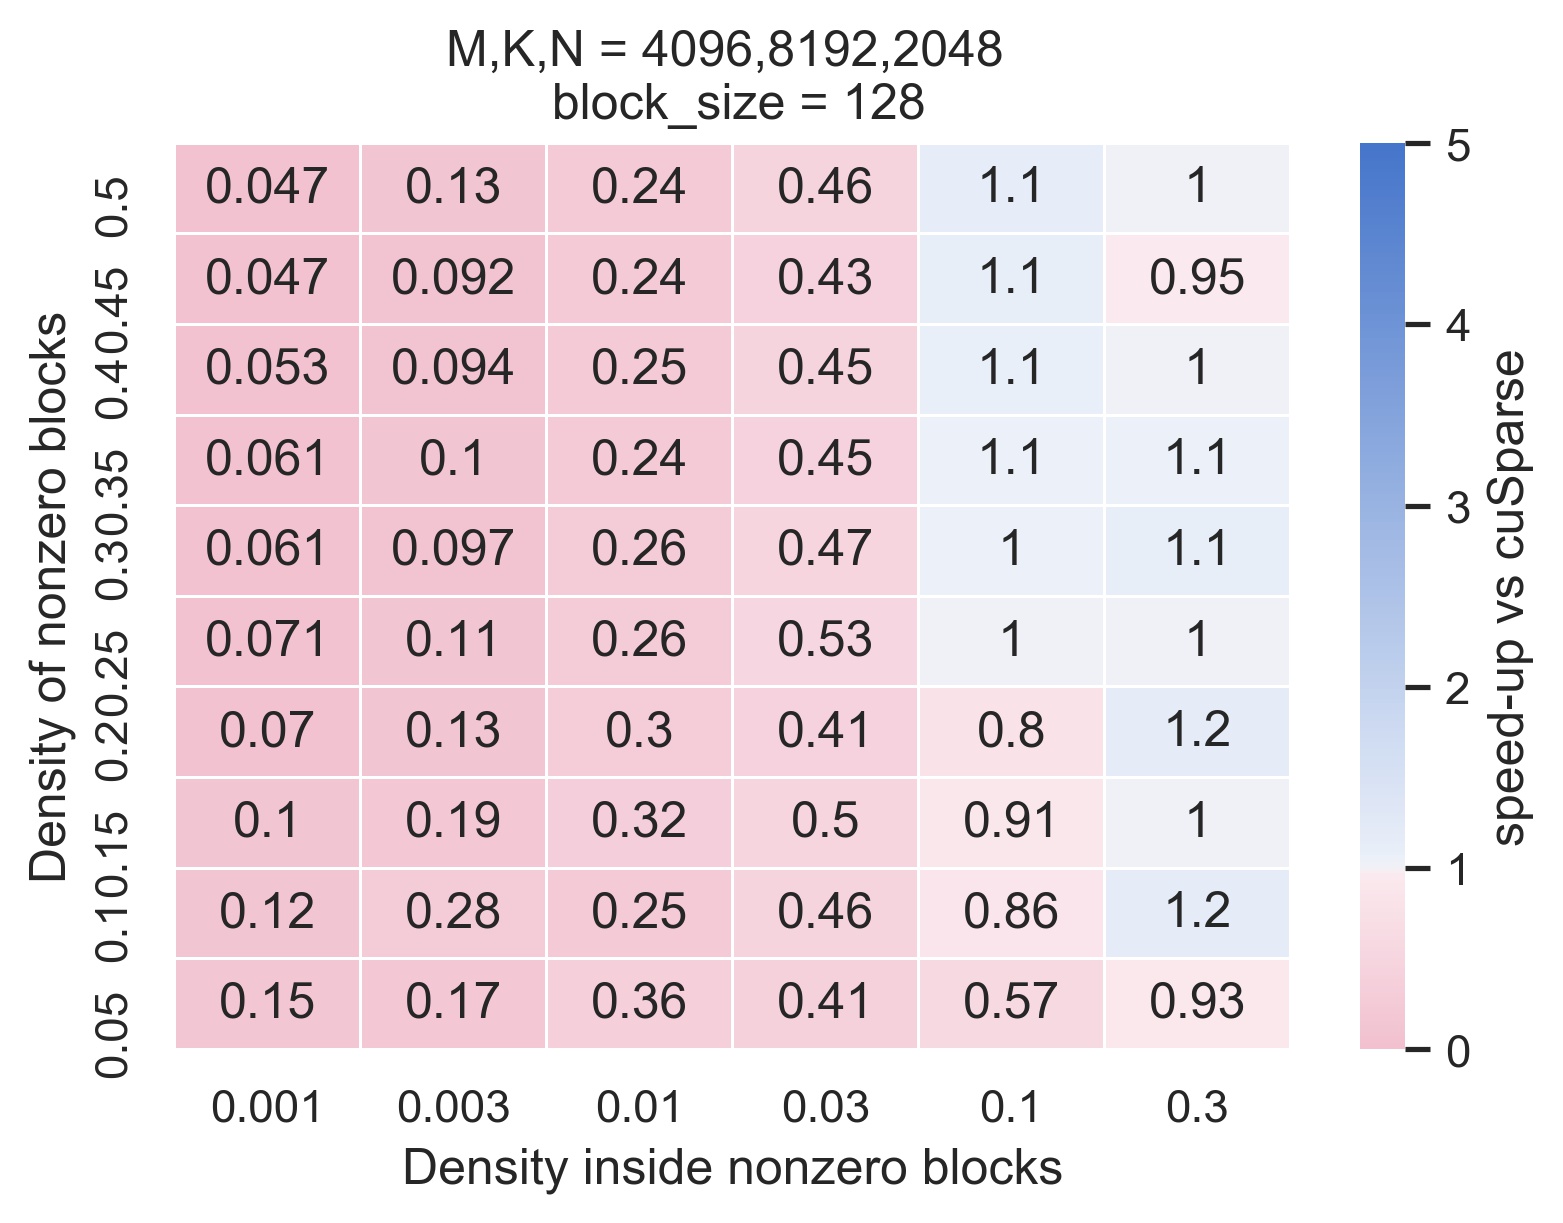 M,K,N = 4096,8192,2048
block_size = 128
Density of nonzero blocks
0.5 0.047 0.13 0.24 0.46 1.1 1
0.45 0.047 0.092 0.24 0.43 1.1 0.95
0.4 0.053 0.094 0.25 0.45 1.1 1
0.35 0.061 0.1 0.24 0.45 1.1 1.1
0.3 0.061 0.097 0.26 0.47 1 1.1
0.25 0.071 0.11 0.26 0.53 1 1
0.2 0.07 0.13 0.3 0.41 0.8 1.2
0.15 0.1 0.19 0.32 0.5 0.91 1
0.1 0.12 0.28 0.25 0.46 0.86 1.2
0.05 0.15 0.17 0.36 0.41 0.57 0.93
0.001 0.003 0.01 0.03 0.1 0.3
Density inside nonzero blocks
5
4
3
2
1
0
speed-up vs cuSparse